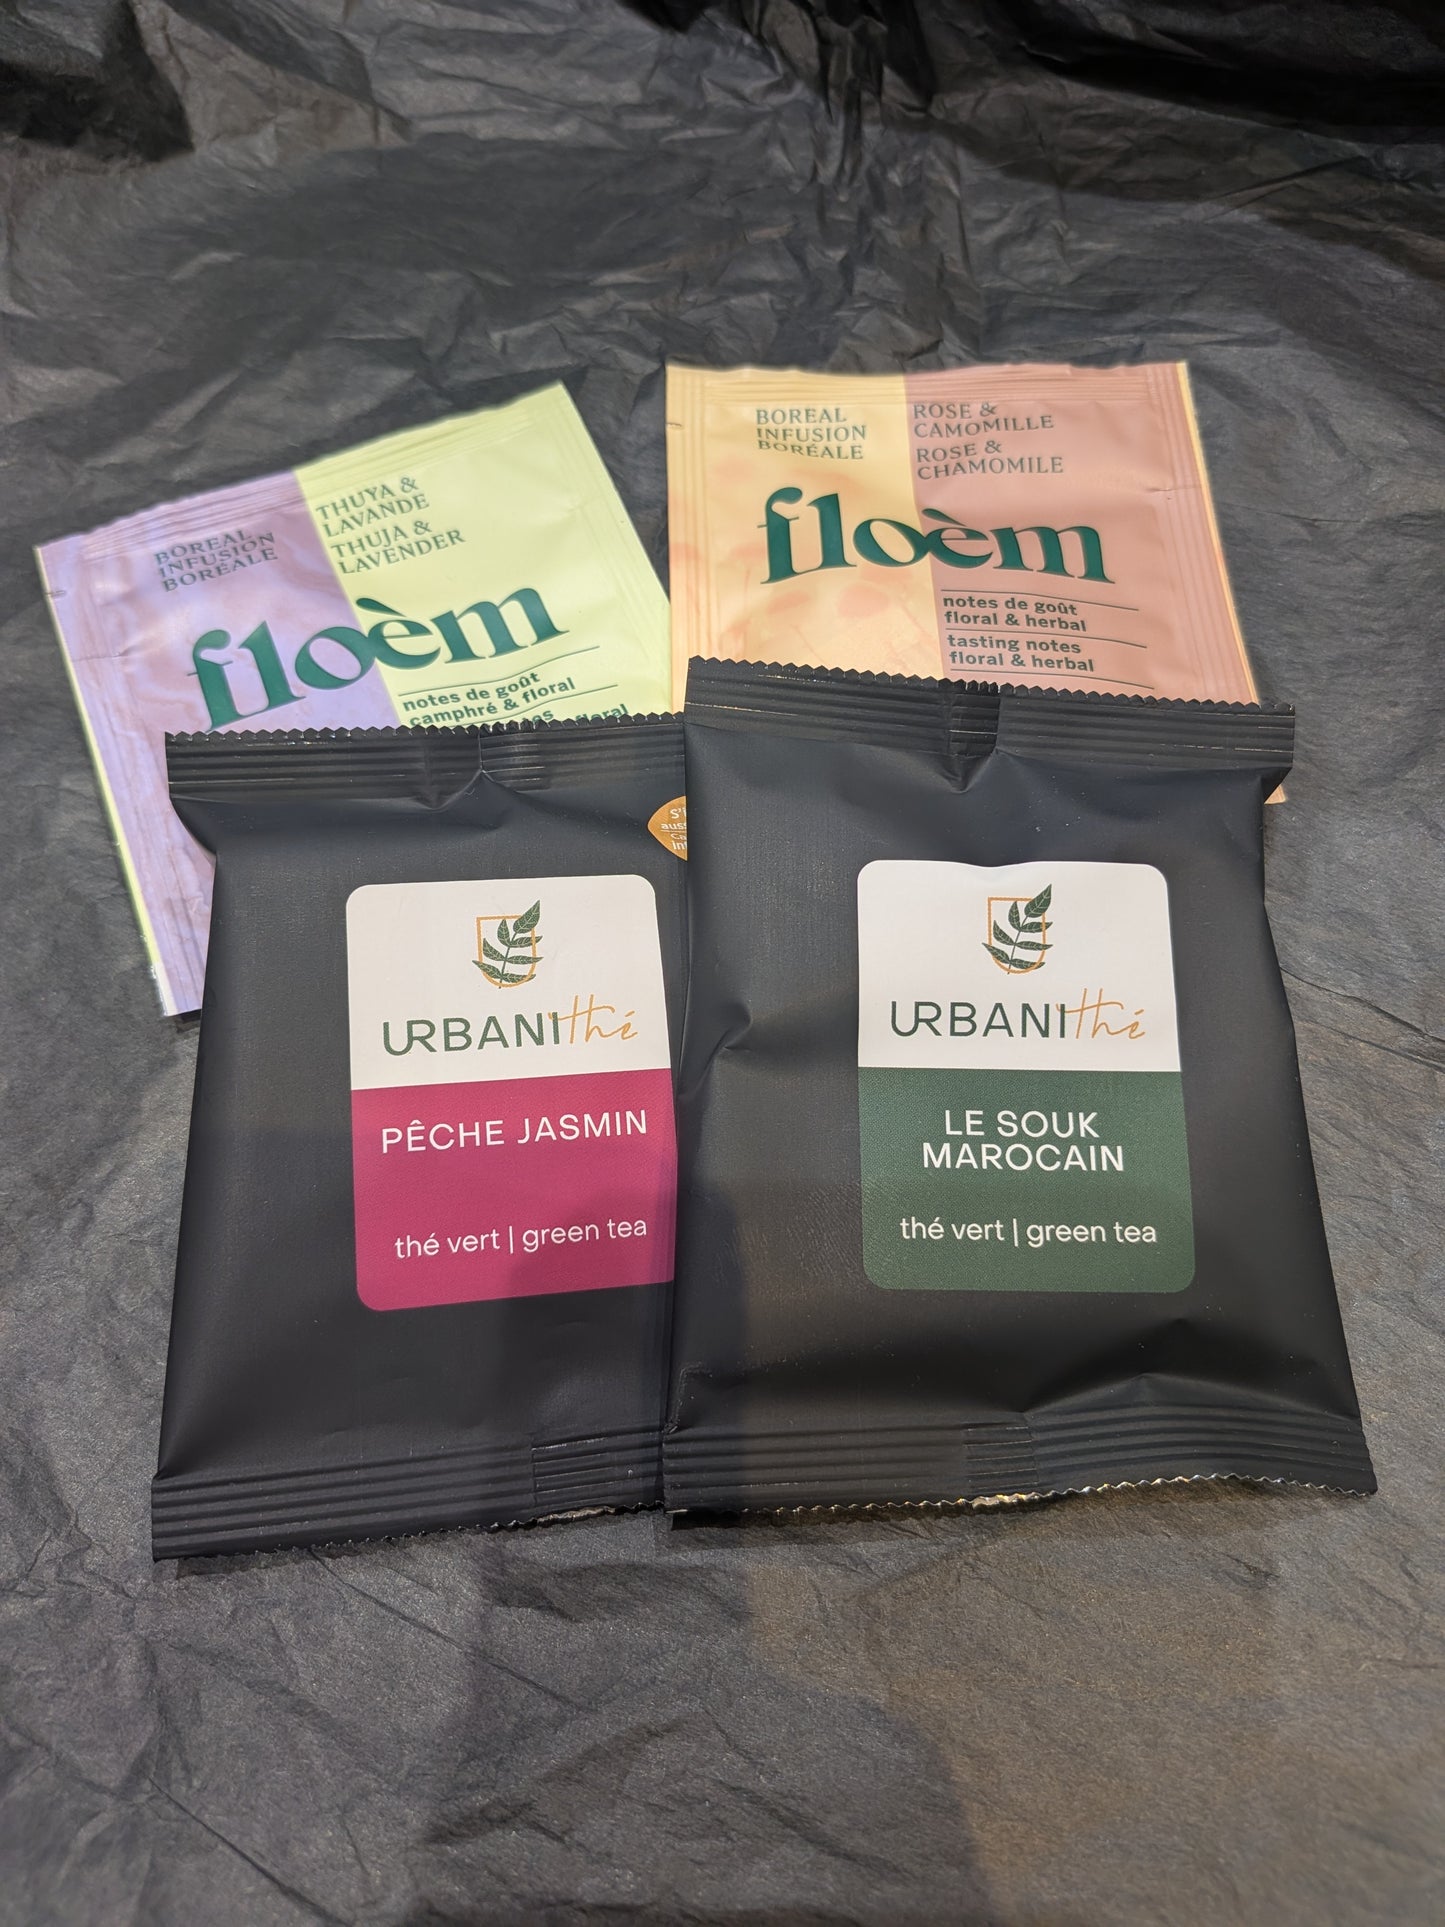 BOREAL
INFUSION
BORÉALE
THUYA &
LAVANDE
THUJA &
LAVENDER
floèm
notes de goût
camphré & floral
BOREAL
INFUSION
BORÉALE
ROSE &
CAMOMILLE
ROSE &
CHAMOMILE
floèm
notes de goût
floral & herbal
tasting notes
floral & herbal
URBANIthé
PÊCHE JASMIN
thé vert | green tea
URBANIthé
LE SOUK
MAROCAIN
thé vert | green tea